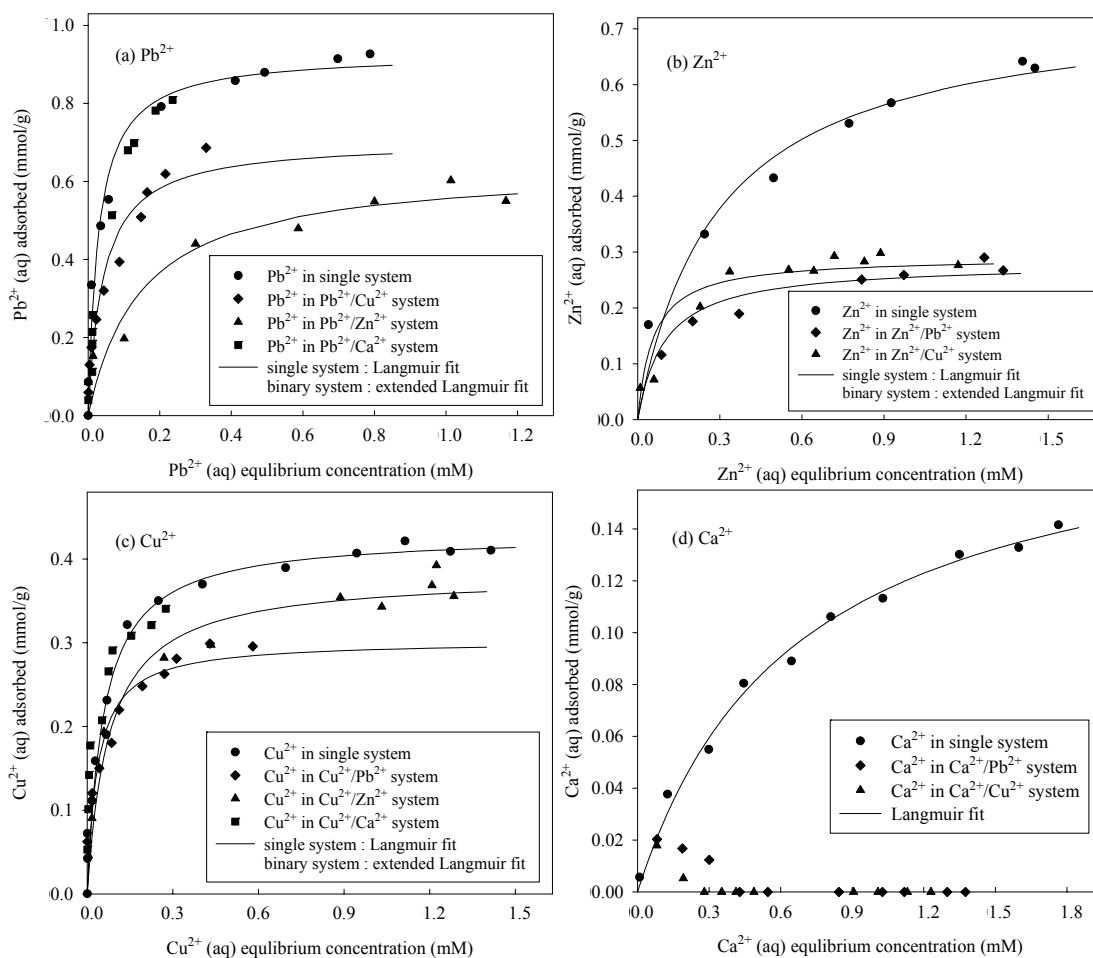 (a) Pb²⁺
Pb²⁺ (aq) adsorbed (mmol/g)
1.0
0.8
0.6
0.4
0.2
0.0
Pb²⁺ in single system
Pb²⁺ in Pb²⁺/Cu²⁺ system
Pb²⁺ in Pb²⁺/Zn²⁺ system
Pb²⁺ in Pb²⁺/Ca²⁺ system
single system : Langmuir fit
binary system : extended Langmuir fit
0.0 0.2 0.4 0.6 0.8 1.0 1.2
Pb²⁺ (aq) equlibrium concentration (mM)
(b) Zn²⁺
Zn²⁺ (aq) adsorbed (mmol/g)
0.7
0.6
0.5
0.4
0.3
0.2
0.1
0.0
Zn²⁺ in single system
Zn²⁺ in Zn²⁺/Pb²⁺ system
Zn²⁺ in Zn²⁺/Cu²⁺ system
single system : Langmuir fit
binary system : extended Langmuir fit
0.0 0.3 0.6 0.9 1.2 1.5
Zn²⁺ (aq) equlibrium concentration (mM)
(c) Cu²⁺
Cu²⁺ (aq) adsorbed (mmol/g)
0.4
0.3
0.2
0.1
0.0
Cu²⁺ in single system
Cu²⁺ in Cu²⁺/Pb²⁺ system
Cu²⁺ in Cu²⁺/Zn²⁺ system
Cu²⁺ in Cu²⁺/Ca²⁺ system
single system : Langmuir fit
binary system : extended Langmuir fit
0.0 0.3 0.6 0.9 1.2 1.5
Cu²⁺ (aq) equlibrium concentration (mM)
(d) Ca²⁺
Ca²⁺ (aq) adsorbed (mmol/g)
0.14
0.12
0.10
0.08
0.06
0.04
0.02
0.00
Ca²⁺ in single system
Ca²⁺ in Ca²⁺/Pb²⁺ system
Ca²⁺ in Ca²⁺/Cu²⁺ system
Langmuir fit
0.0 0.3 0.6 0.9 1.2 1.5 1.8
Ca²⁺ (aq) equlibrium concentration (mM)